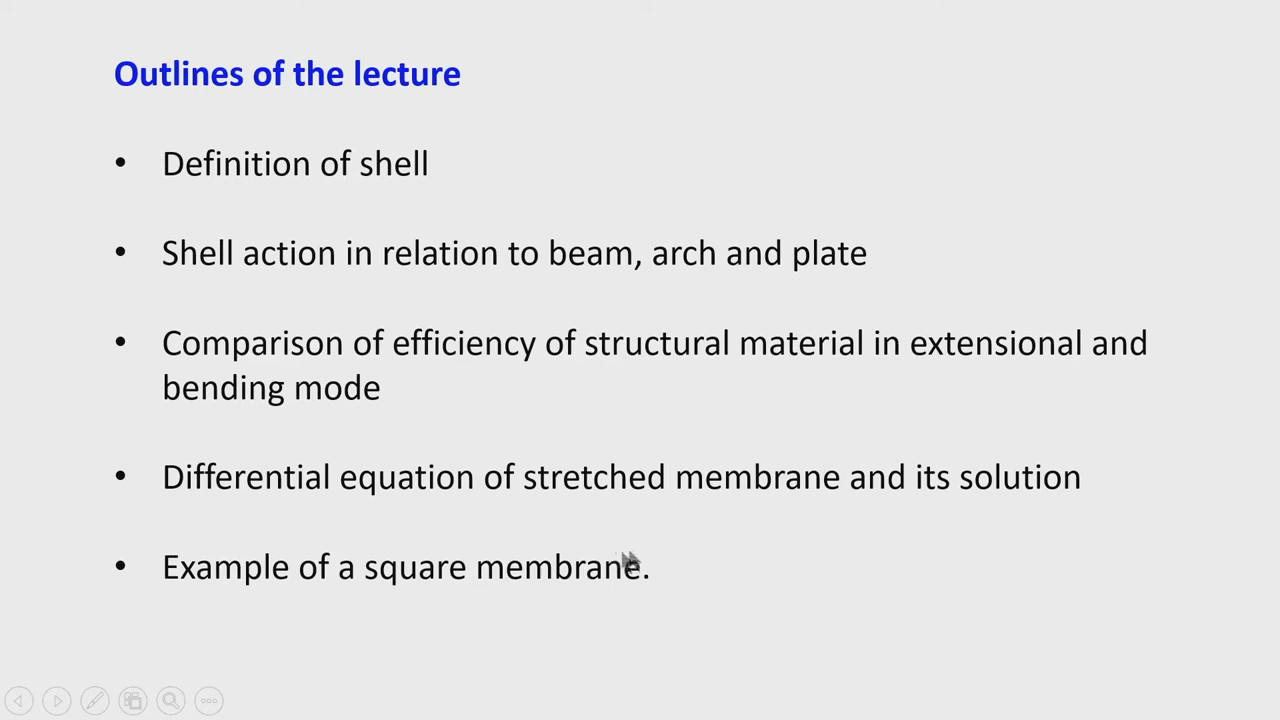 Outlines of the lecture
• Definition of shell
• Shell action in relation to beam, arch and plate
• Comparison of efficiency of structural material in extensional and
bending mode
• Differential equation of stretched membrane and its solution
• Example of a square membrane.